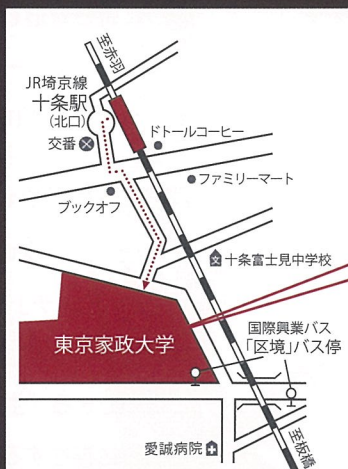 至赤羽
JR埼京線
十条駅
(北口)
交番
ドトールコーヒー
ファミリーマート
ブックオフ
十条富士見中学校
東京家政大学
国際興業バス
「区境」バス停
愛誠病院
至板橋